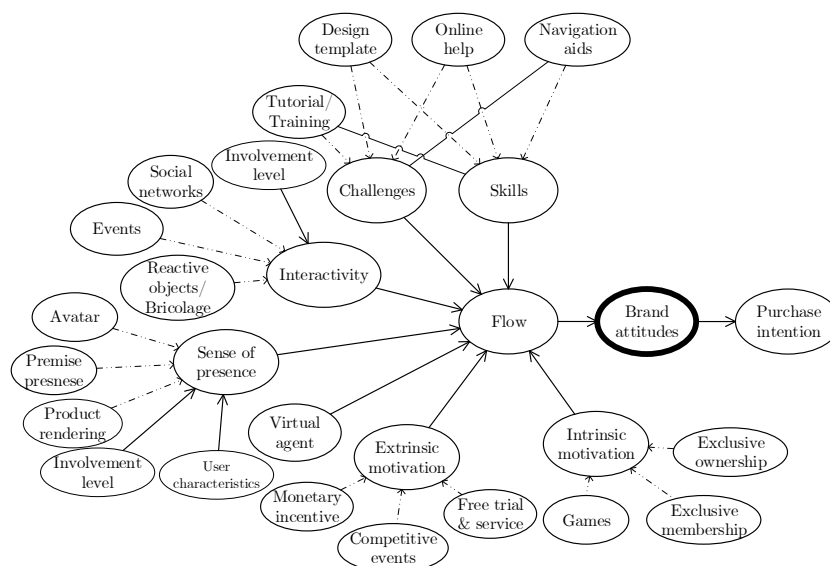 Design
template
Online
help
Navigation
aids
Tutorial/
Training
Involvement
level
Social
networks
Challenges
Skills
Events
Interactivity
Reactive
objects/
Bricolage
Avatar
Flow
Brand
attitudes
Purchase
intention
Sense of
presence
Premise
presnese
Product
rendering
Virtual
agent
Extrinsic
motivation
Intrinsic
motivation
Exclusive
ownership
Involvement
level
User
characteristics
Monetary
incentive
Free trial
& service
Games
Exclusive
membership
Competitive
events